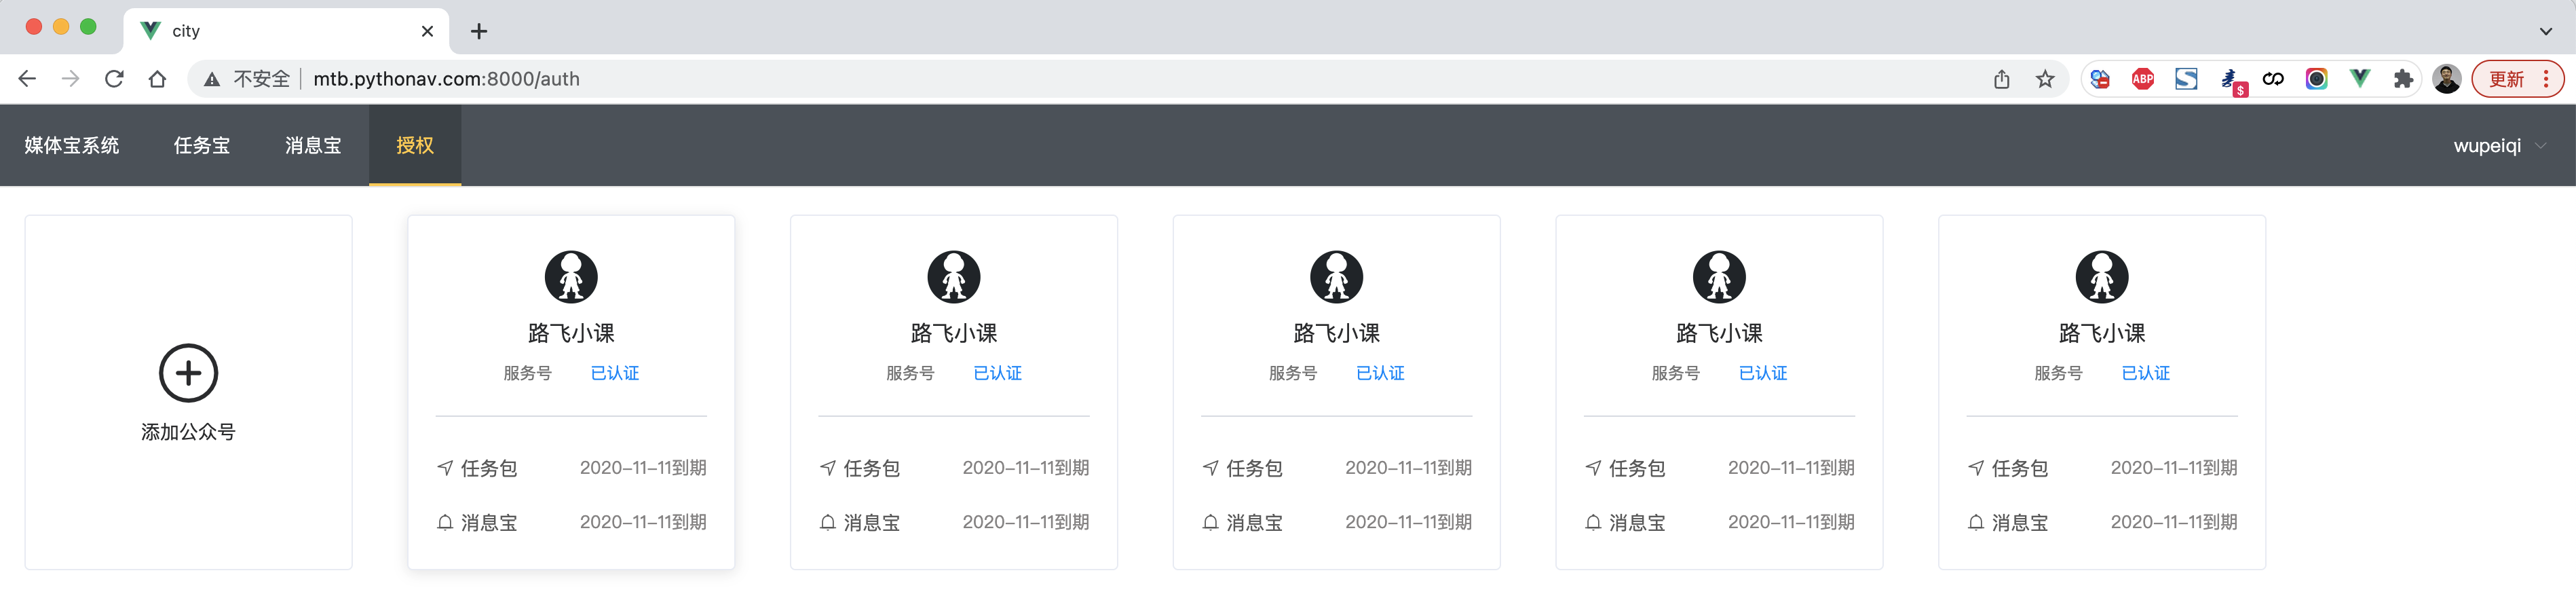 city
不安全 mtb.pythonav.com:8000/auth
ABP
$
更新
媒体宝系统 任务宝 消息宝 授权 wupeiqi
添加公众号
路飞小课
服务号 已认证
任务包 2020-11-11到期
消息宝 2020-11-11到期
路飞小课
服务号 已认证
任务包 2020-11-11到期
消息宝 2020-11-11到期
路飞小课
服务号 已认证
任务包 2020-11-11到期
消息宝 2020-11-11到期
路飞小课
服务号 已认证
任务包 2020-11-11到期
消息宝 2020-11-11到期
路飞小课
服务号 已认证
任务包 2020-11-11到期
消息宝 2020-11-11到期